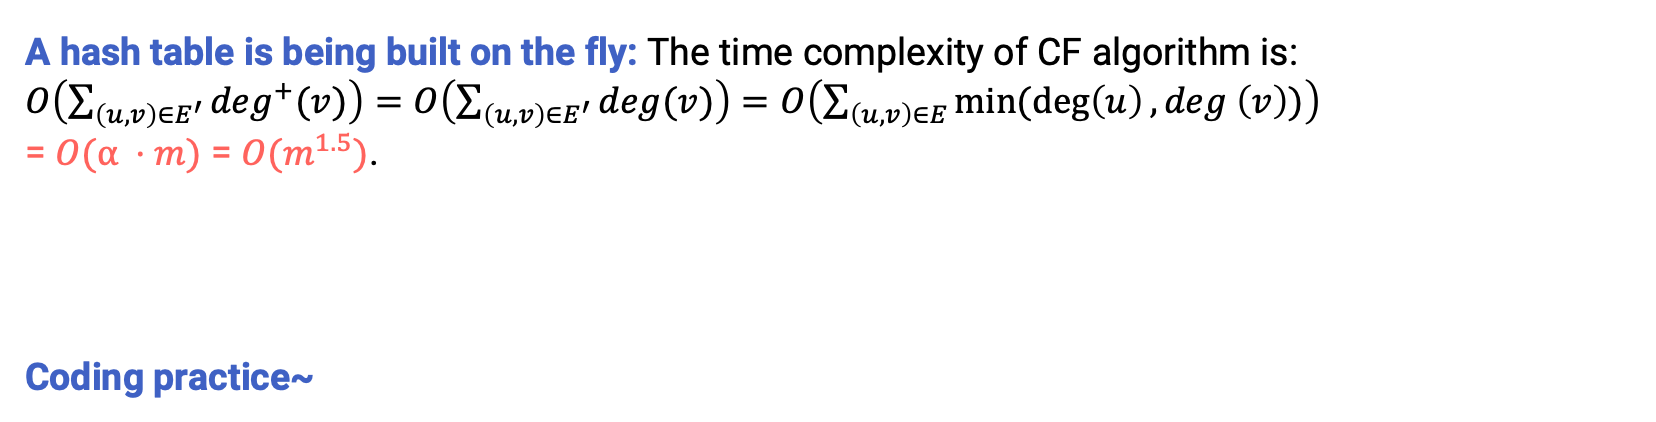 A hash table is being built on the fly: The time complexity of CF algorithm is:
O(∑(u,v)∈E′ deg⁺(v)) = O(∑(u,v)∈E′ deg(v)) = O(∑(u,v)∈E min(deg(u), deg (v)))
= O(α · m) = O(m¹·⁵).
Coding practice~